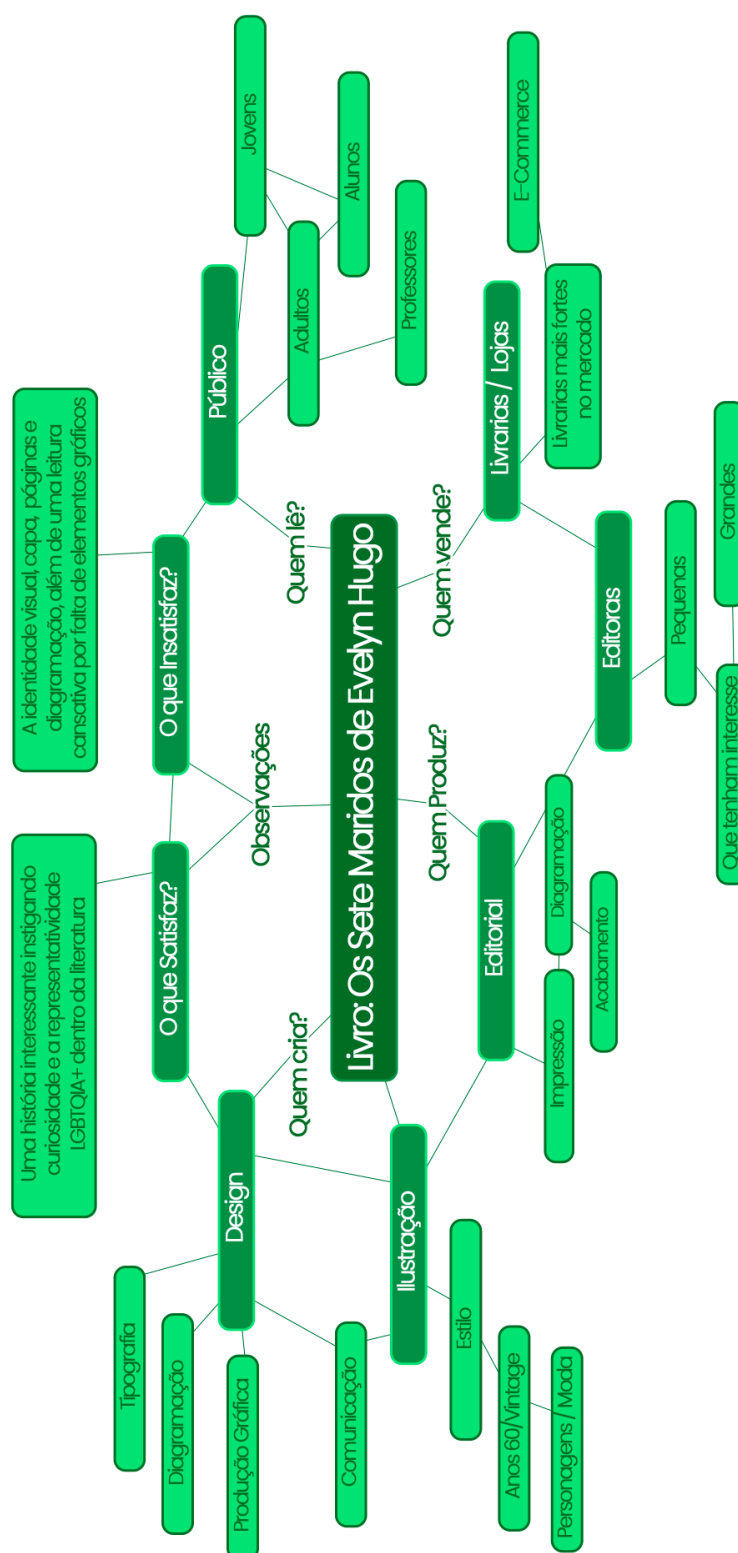 Uma história interessante instigando
curiosidade e a representatividade
LGBTQIA+ dentro da literatura
A identidade visual, capa, páginas e
diagramação, além de uma leitura
cansativa por falta de elementos gráficos
Tipografia
Diagramação
Produção Gráfica
Comunicação
Design
O que Satisfaz?
O que Insatisfaz?
Público
Jovens
Adultos
Alunos
Professores
Observações
Quem cria?
Quem lê?
Livro: Os Sete Maridos de Evelyn Hugo
Quem Produz?
Quem vende?
Ilustração
Estilo
Anos 60/Vintage
Personagens / Moda
Editorial
Impressão
Diagramação
Acabamento
Livrarias / Lojas
E-Commerce
Livrarias mais fortes
no mercado
Editoras
Pequenas
Grandes
Que tenham interesse